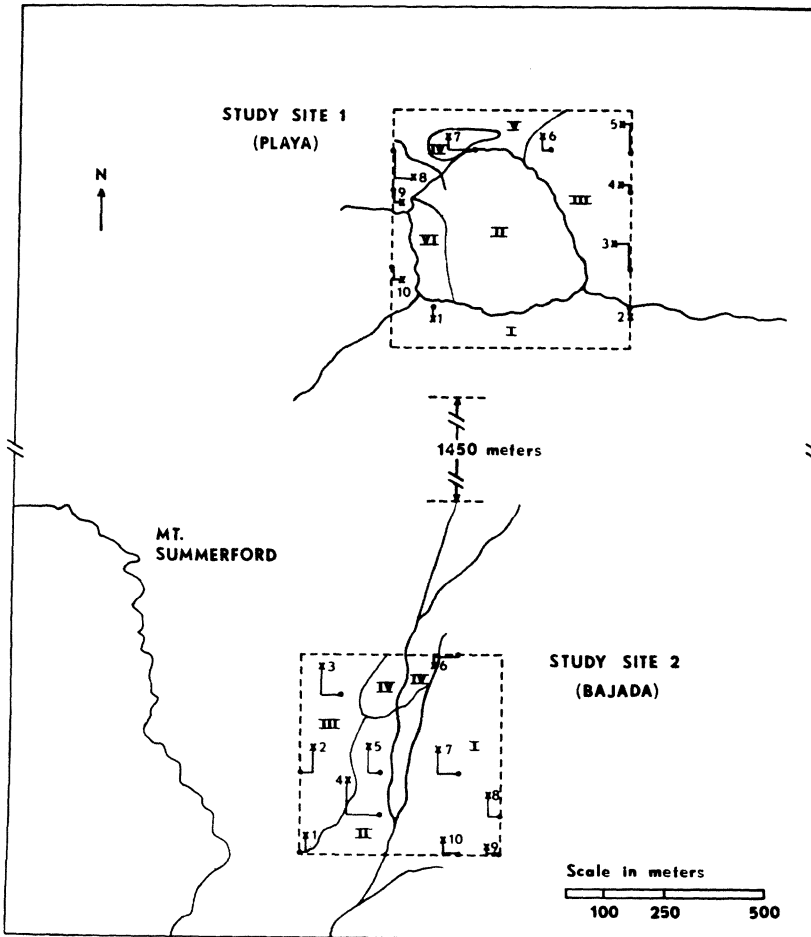 STUDY SITE 1
(PLAYA)
N
V
5
7
6
IV
8
4
9
III
II
VI
3
10
1
2
I
1450 meters
MT.
SUMMERFORD
STUDY SITE 2
(BAJADA)
3
6
IV
IV
III
I
2
5
7
4
8
II
1
10
9
Scale in meters
100 250 500